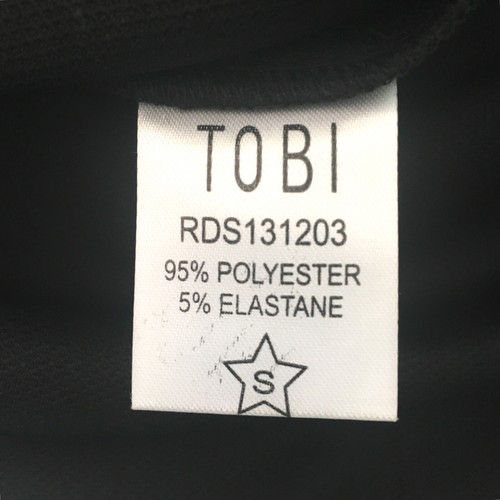 TOBI
RDS131203
95% POLYESTER
5% ELASTANE
S